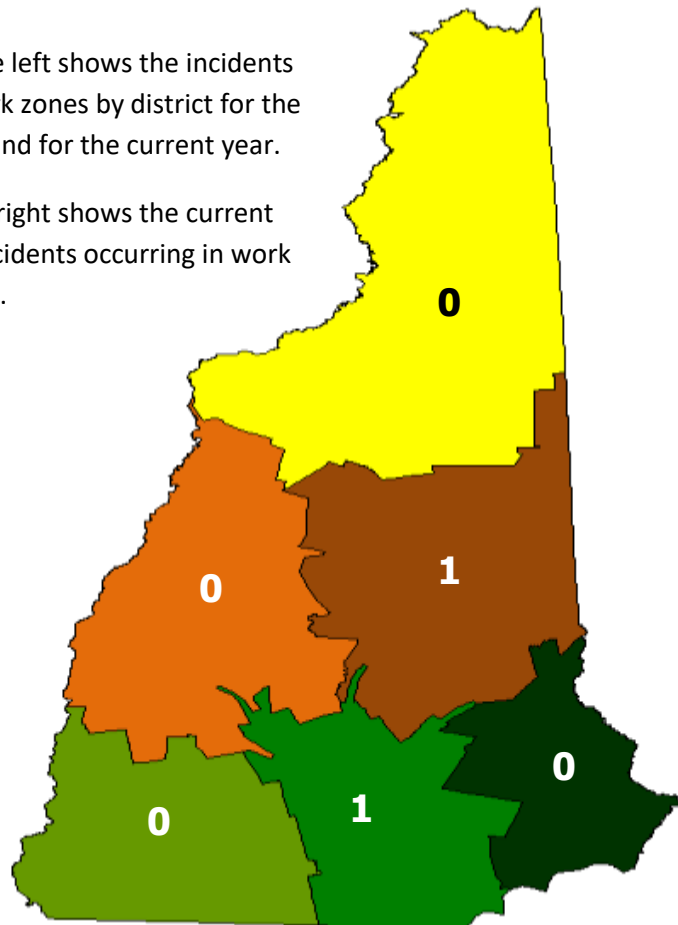 e left shows the incidents
k zones by district for the
nd for the current year.
right shows the current
cidents occurring in work
.
0
0
1
0
1
0